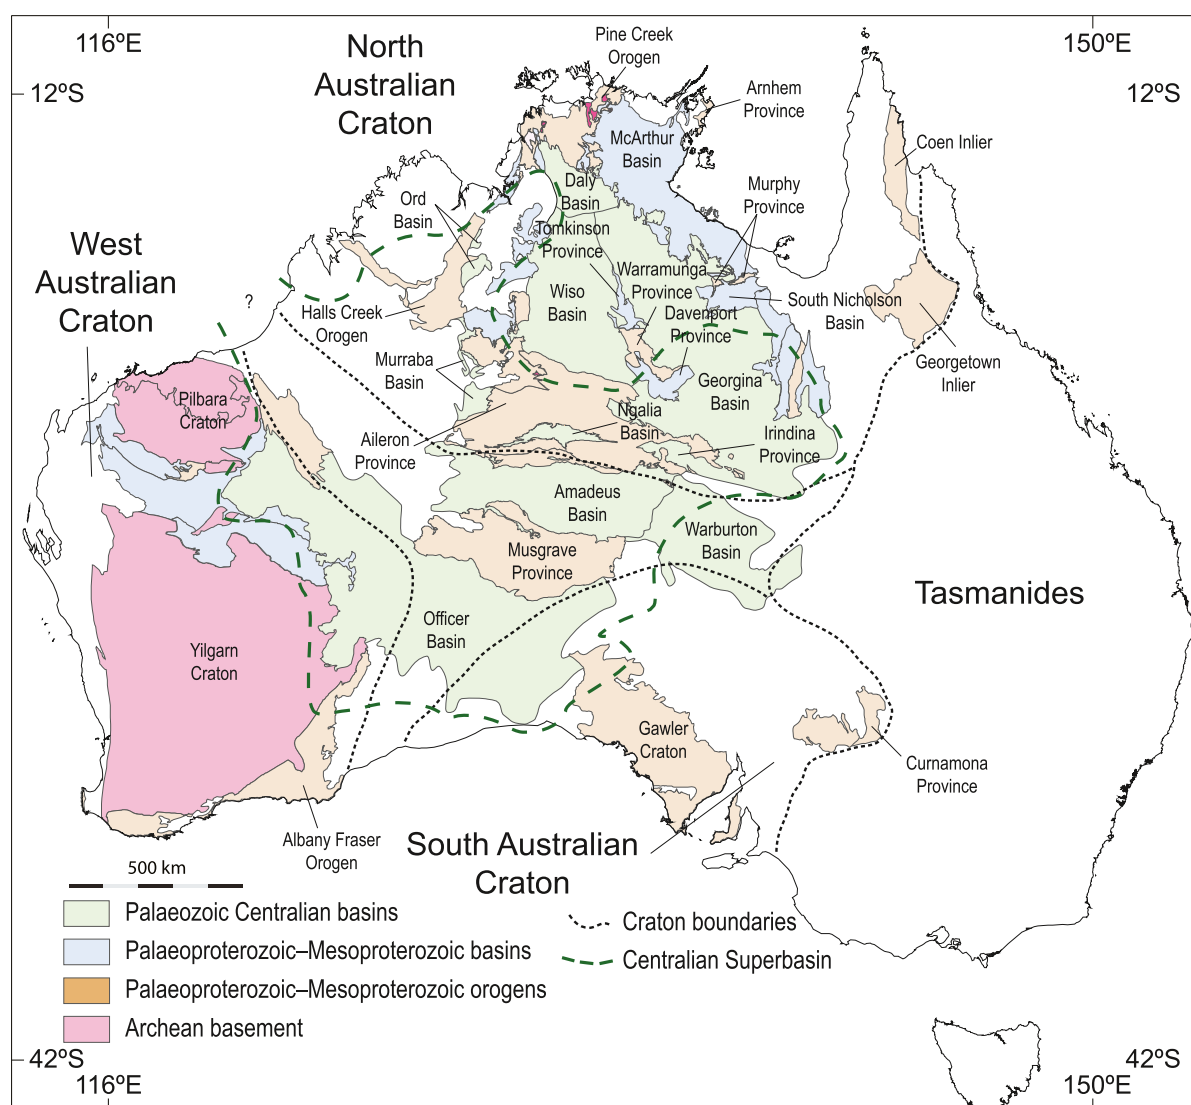 116ºE
150ºE
12ºS
12ºS
North
Australian
Craton
Pine Creek
Orogen
Arnhem
Province
McArthur
Basin
Coen Inlier
Daly
Basin
Murphy
Province
Ord
Basin
Tomkinson
Province
West
Australian
Craton
?
Warramunga
Province
Wiso
Basin
South Nicholson
Basin
Halls Creek
Orogen
Davenport
Province
Murraba
Basin
Georgetown
Inlier
Georgina
Basin
Pilbara
Craton
Ngalia
Basin
Aileron
Province
Irindina
Province
Amadeus
Basin
Warburton
Basin
Musgrave
Province
Tasmanides
Officer
Basin
Yilgarn
Craton
Gawler
Craton
Curnamona
Province
Albany Fraser
Orogen
South Australian
Craton
500 km
Palaeozoic Centralian basins
Palaeoproterozoic–Mesoproterozoic basins
Palaeoproterozoic–Mesoproterozoic orogens
Archean basement
Craton boundaries
Centralian Superbasin
42ºS
42ºS
116ºE
150ºE